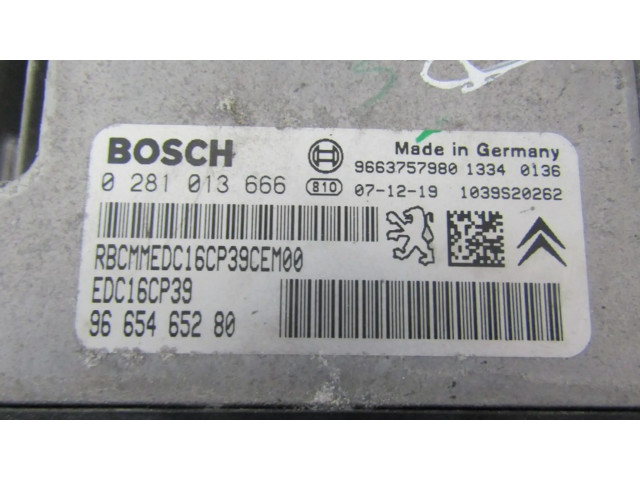 BOSCH
Made in Germany
9663757980 1334 0136
0 281 013 666 810 07-12-19 1039S20262
RBCMMEDC16CP39CEM00
EDC16CP39
96 654 652 80